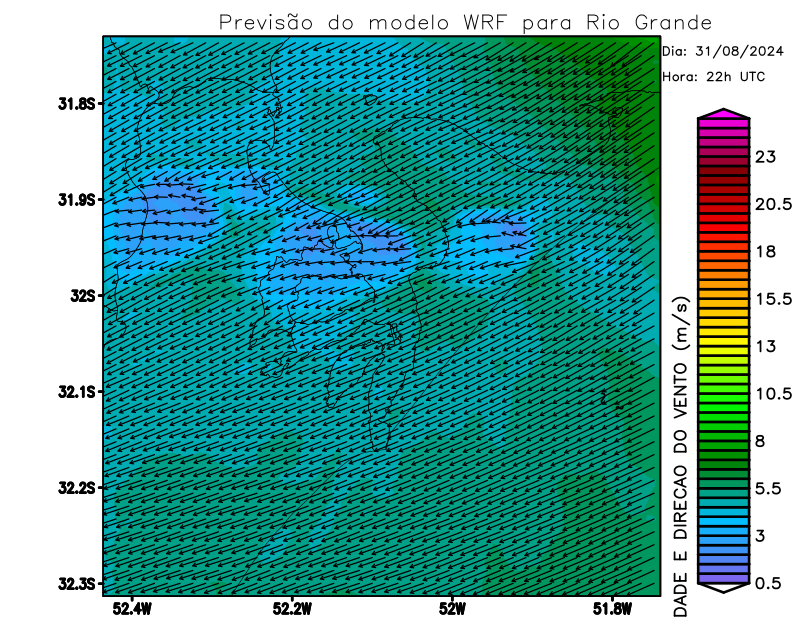 Previsão do modelo WRF para Rio Grande
Dia: 31/08/2024
Hora: 22h UTC
31.8S
31.9S
32S
32.1S
32.2S
32.3S
52.4W
52.2W
52W
51.8W
23
20.5
18
15.5
13
10.5
8
5.5
3
0.5
DADE E DIRECAO DO VENTO (m/s)